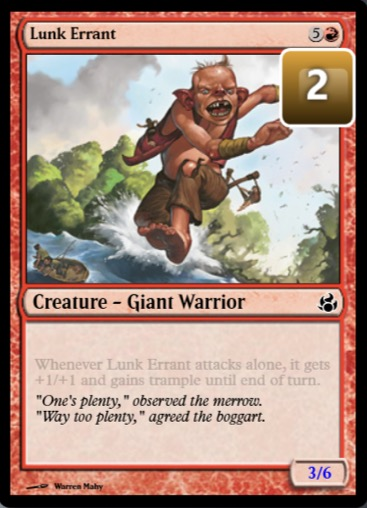 Lunk Errant 5
2
Creature – Giant Warrior
Whenever Lunk Errant attacks alone, it gets
+1/+1 and gains trample until end of turn.
"One's plenty," observed the merrow.
"Way too plenty," agreed the boggart.
Warren Mahy
3/6